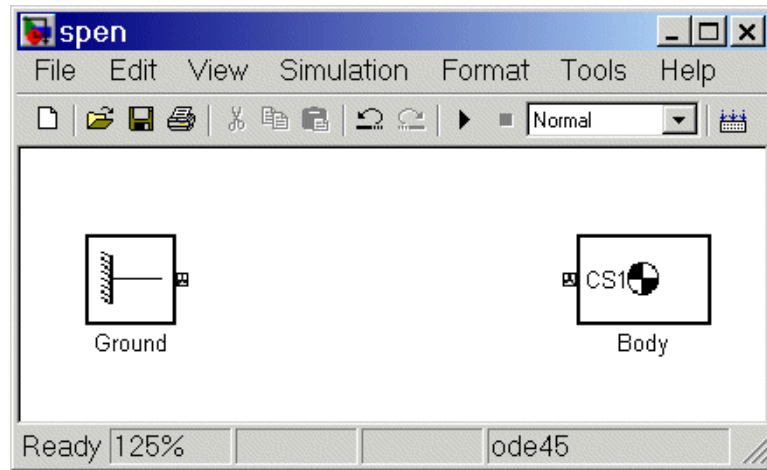 spen
File Edit View Simulation Format Tools Help
Normal
CS1
Ground
Body
Ready 125% ode45